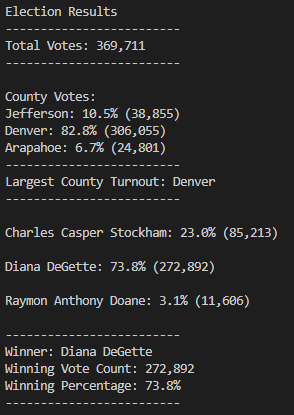 Election Results
-------------------------
Total Votes: 369,711
-------------------------
County Votes:
Jefferson: 10.5% (38,855)
Denver: 82.8% (306,055)
Arapahoe: 6.7% (24,801)
-------------------------
Largest County Turnout: Denver
-------------------------
Charles Casper Stockham: 23.0% (85,213)
Diana DeGette: 73.8% (272,892)
Raymon Anthony Doane: 3.1% (11,606)
-------------------------
Winner: Diana DeGette
Winning Vote Count: 272,892
Winning Percentage: 73.8%
-------------------------